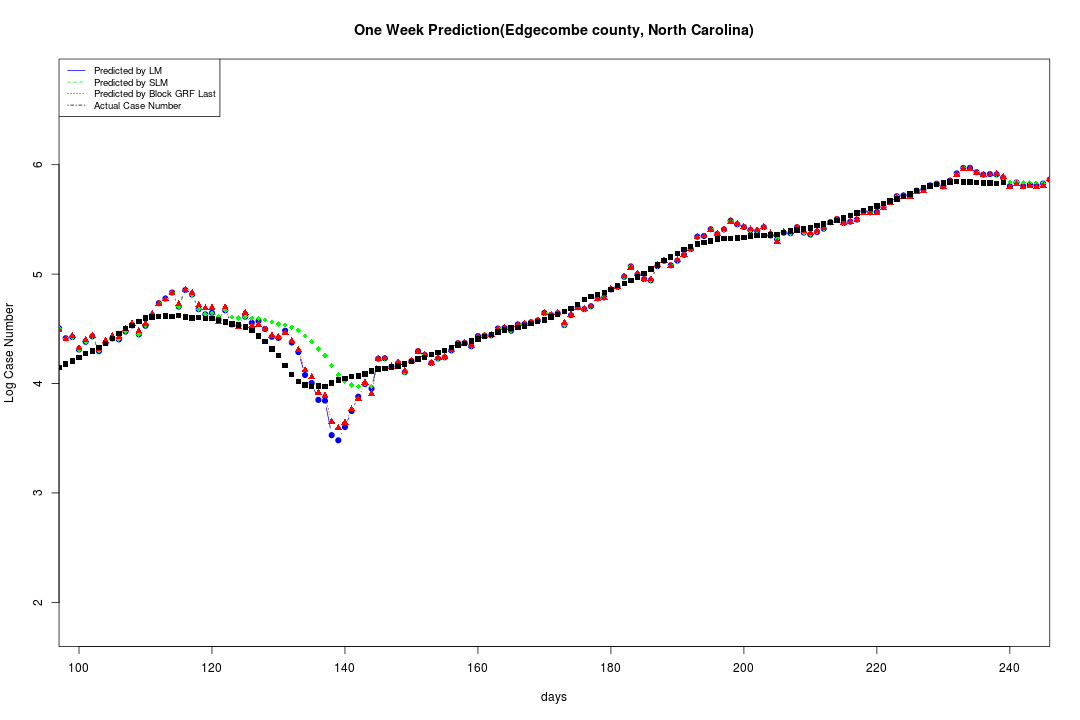 One Week Prediction(Edgecombe county, North Carolina)
Predicted by LM
Predicted by SLM
Predicted by Block GRF Last
Actual Case Number
6
5
4
3
2
Log Case Number
100 120 140 160 180 200 220 240
days